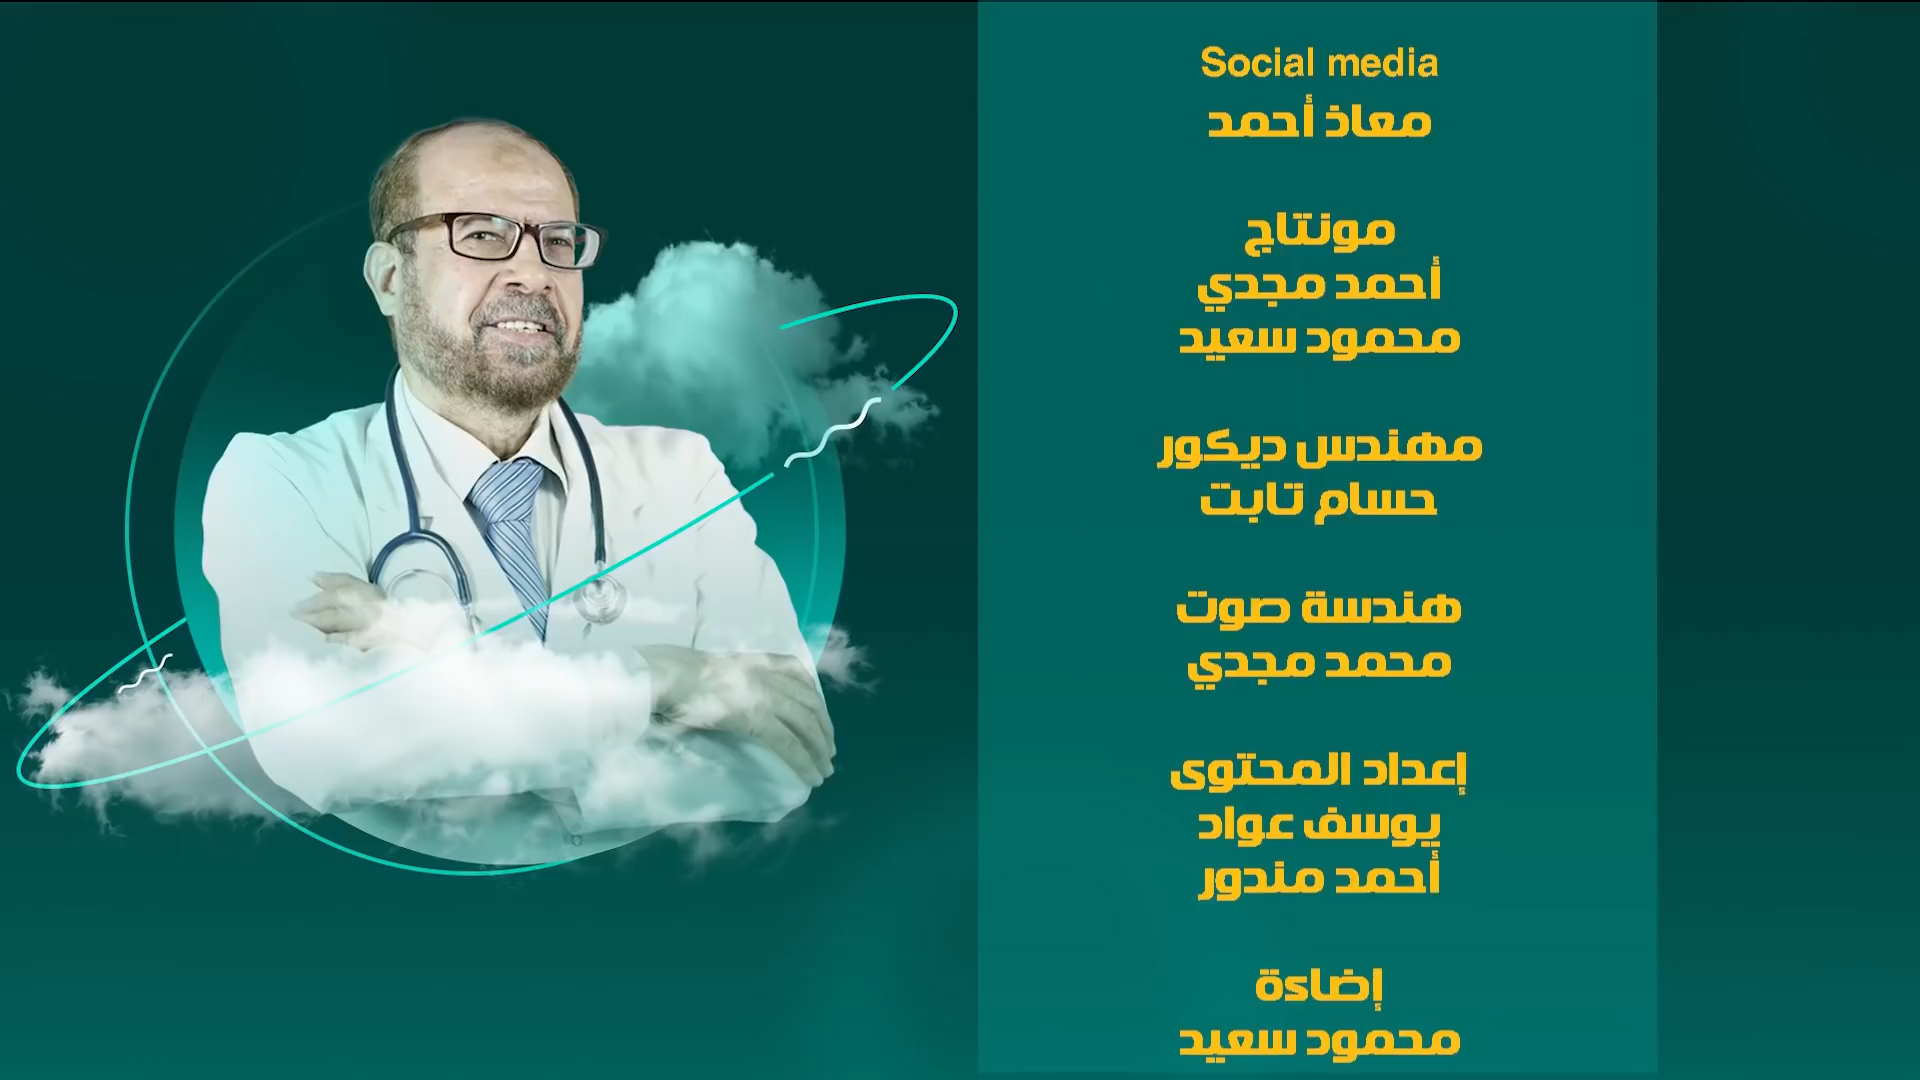 Social media
معاذ أحمد
مونتاج
أحمد مجدي
محمود سعيد
مهندس ديكور
حسام تابت
هندسة صوت
محمد مجدي
إعداد المحتوى
يوسف عواد
أحمد مندور
إضاءة
محمود سعيد